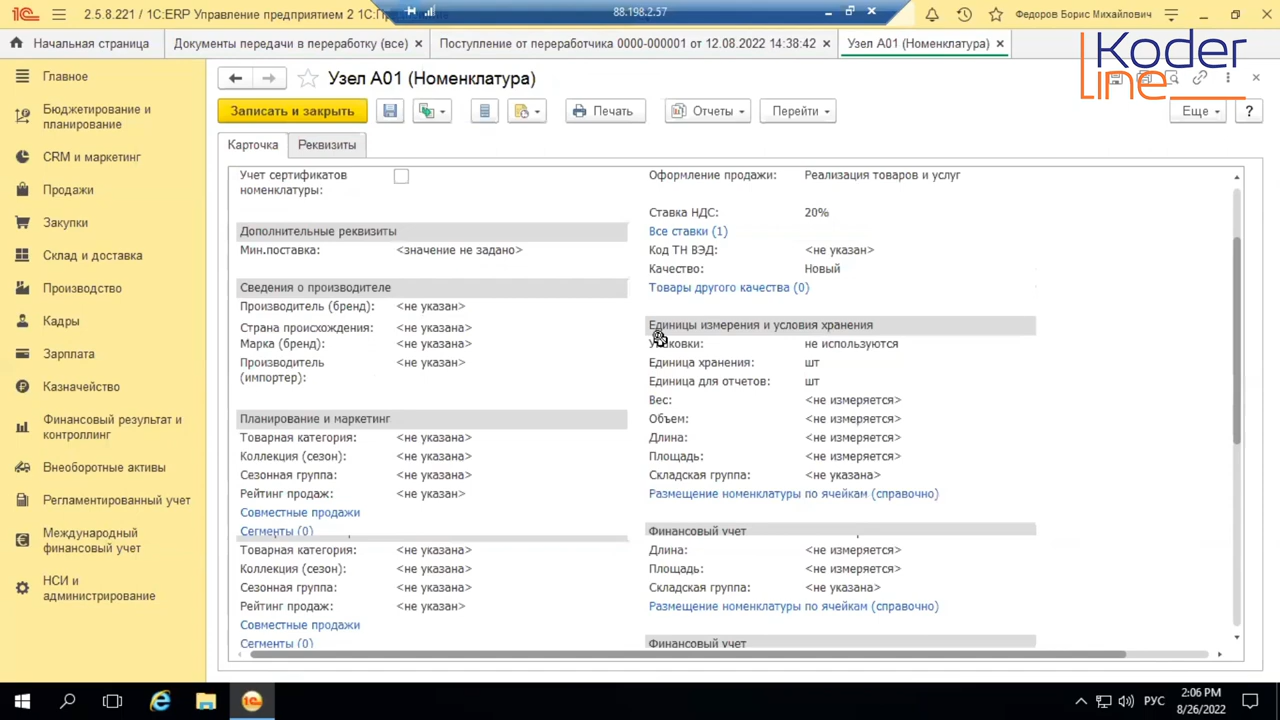 2.5.8.221 / 1С:ERP Управление предприятием 2 1С:П
88.198.2.57
Федоров Борис Михайлович
Начальная страница
Документы передачи в переработку (все)
Поступление от переработчика 0000-000001 от 12.08.2022 14:38:42
Узел А01 (Номенклатура)
Koder
line
Главное
Бюджетирование и
планирование
CRM и маркетинг
Продажи
Закупки
Склад и доставка
Производство
Кадры
Зарплата
Казначейство
Финансовый результат и
контроллинг
Внеоборотные активы
Регламентированный учет
Международный
финансовый учет
НСИ и
администрирование
Узел А01 (Номенклатура)
Записать и закрыть
Печать
Отчеты
Перейти
Еще
?
Карточка
Реквизиты
Учет сертификатов
номенклатуры:
Дополнительные реквизиты
Мин.поставка: <значение не задано>
Сведения о производителе
Производитель (бренд): <не указан>
Страна происхождения: <не указана>
Марка (бренд): <не указана>
Производитель <не указан>
(импортер):
Планирование и маркетинг
Товарная категория: <не указана>
Коллекция (сезон): <не указана>
Сезонная группа: <не указана>
Рейтинг продаж: <не указан>
Совместные продажи
Сегменты (0)
Товарная категория: <не указана>
Коллекция (сезон): <не указана>
Сезонная группа: <не указана>
Рейтинг продаж: <не указан>
Совместные продажи
Сегменты (0)
Оформление продажи: Реализация товаров и услуг
Ставка НДС: 20%
Все ставки (1)
Код ТН ВЭД: <не указан>
Качество: Новый
Товары другого качества (0)
Единицы измерения и условия хранения
Упаковки: не используются
Единица хранения: шт
Единица для отчетов: шт
Вес: <не измеряется>
Объем: <не измеряется>
Длина: <не измеряется>
Площадь: <не измеряется>
Складская группа: <не указана>
Размещение номенклатуры по ячейкам (справочно)
Финансовый учет
Длина: <не измеряется>
Площадь: <не измеряется>
Складская группа: <не указана>
Размещение номенклатуры по ячейкам (справочно)
Финансовый учет
РУС
2:06 PM
8/26/2022